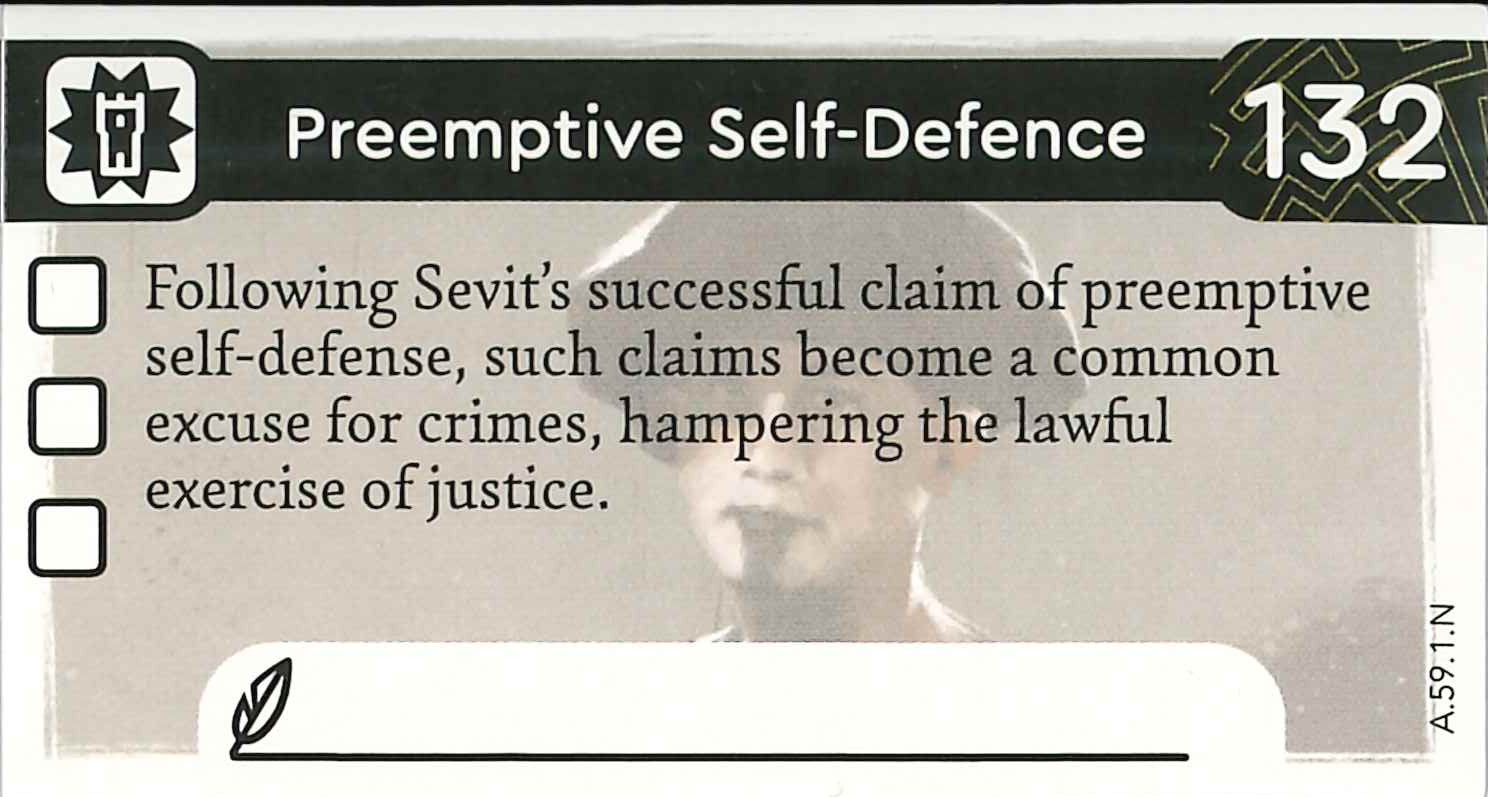 Preemptive Self-Defence
132
Following Sevit's successful claim of preemptive
self-defense, such claims become a common
excuse for crimes, hampering the lawful
exercise of justice.
A.59.1.N